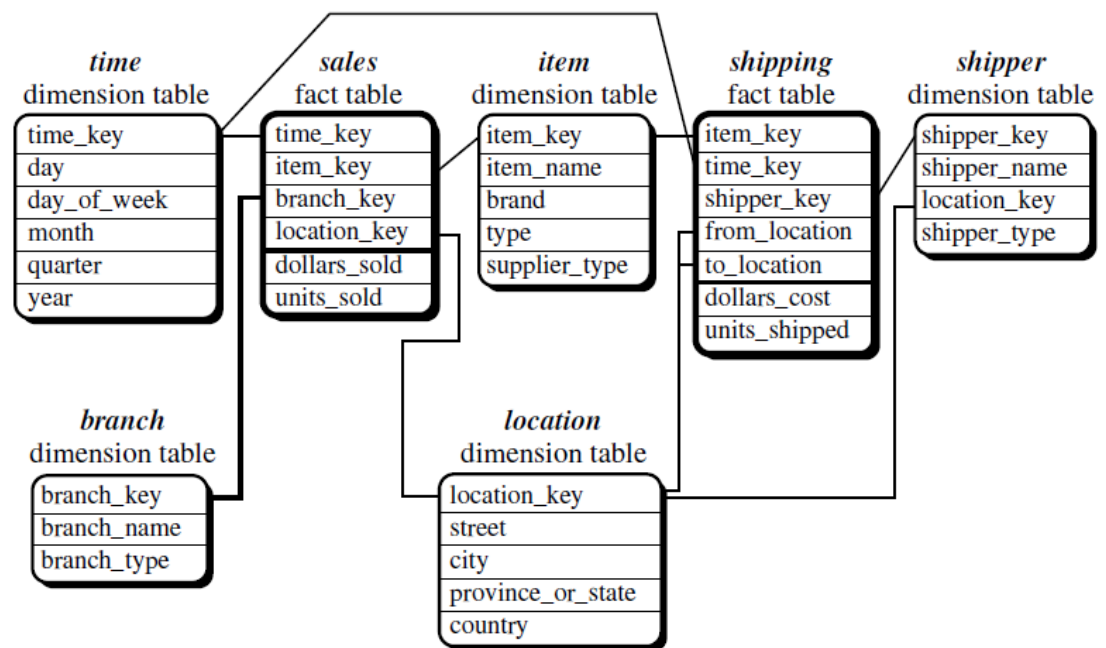 time
dimension table
time_key
day
day_of_week
month
quarter
year
sales
fact table
time_key
item_key
branch_key
location_key
dollars_sold
units_sold
item
dimension table
item_key
item_name
brand
type
supplier_type
shipping
fact table
item_key
time_key
shipper_key
from_location
to_location
dollars_cost
units_shipped
shipper
dimension table
shipper_key
shipper_name
location_key
shipper_type
branch
dimension table
branch_key
branch_name
branch_type
location
dimension table
location_key
street
city
province_or_state
country